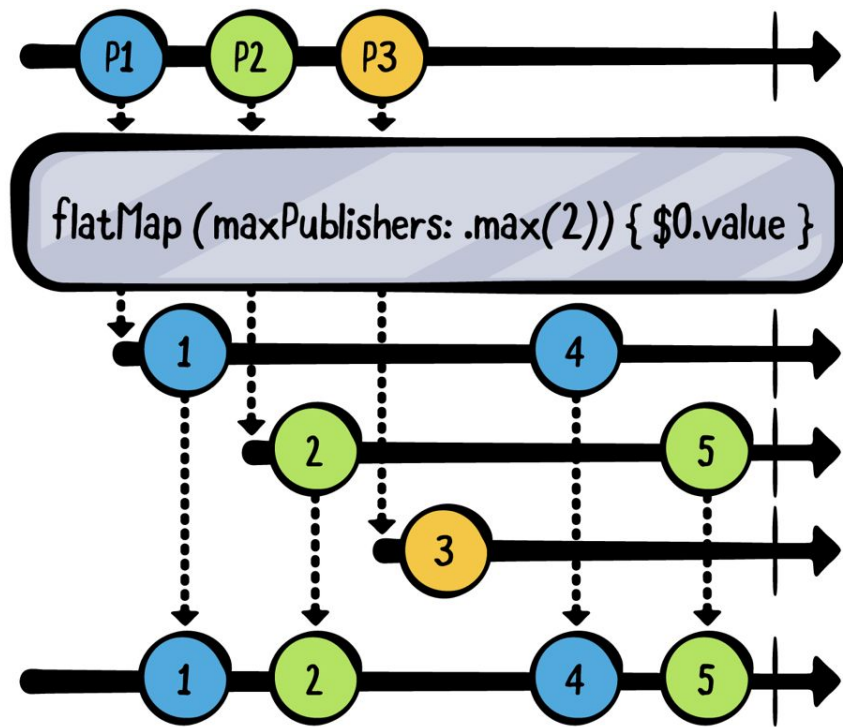 P1 P2 P3
flatMap (maxPublishers: .max(2)) { $0.value }
1 4
2 5
3
1 2 4 5